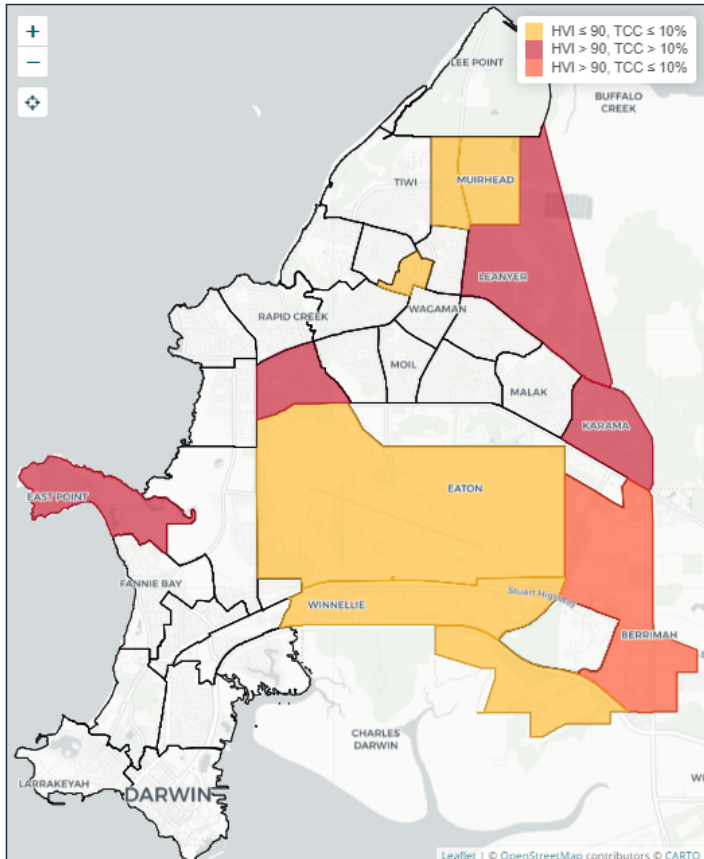 +
−
HVI ≤ 90, TCC ≤ 10%
HVI > 90, TCC > 10%
HVI > 90, TCC ≤ 10%
LEE POINT
BUFFALO
CREEK
TIWI
MUIRHEAD
LEANYER
RAPID CREEK
WAGAMAN
MOIL
MALAK
KARAMA
EAST POINT
EATON
FANNIE BAY
WINNELLIE
Stuart Highway
BERRIMAH
CHARLES
DARWIN
LARRAKEYAH
DARWIN
Leaflet | © OpenStreetMap contributors © CARTO